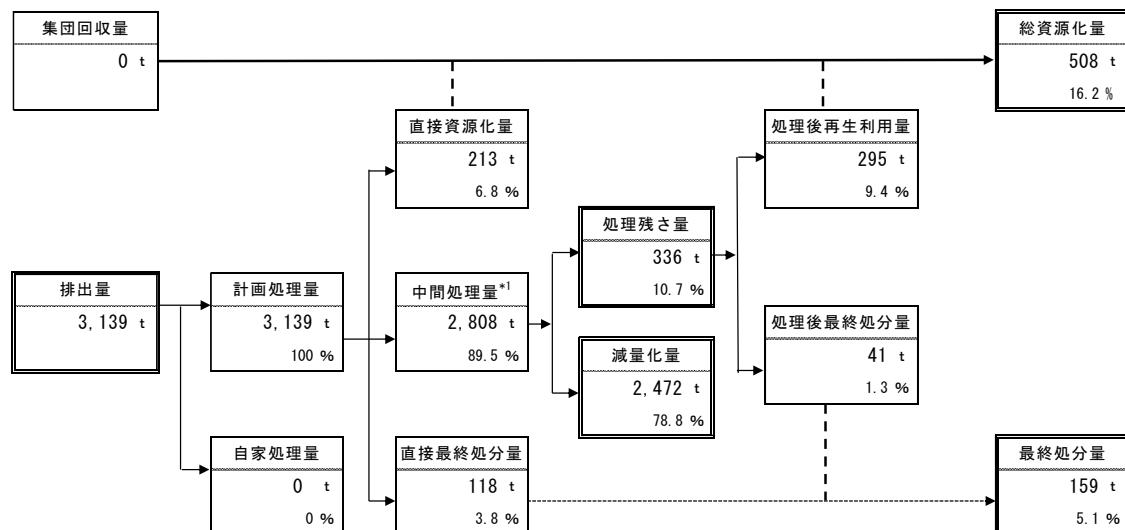 集団回収量
0 t
総資源化量
508 t
16.2 %
直接資源化量
213 t
6.8 %
処理後再生利用量
295 t
9.4 %
処理残さ量
336 t
10.7 %
排出量
3,139 t
計画処理量
3,139 t
100 %
中間処理量*1
2,808 t
89.5 %
減量化量
2,472 t
78.8 %
処理後最終処分量
41 t
1.3 %
自家処理量
0 t
0 %
直接最終処分量
118 t
3.8 %
最終処分量
159 t
5.1 %